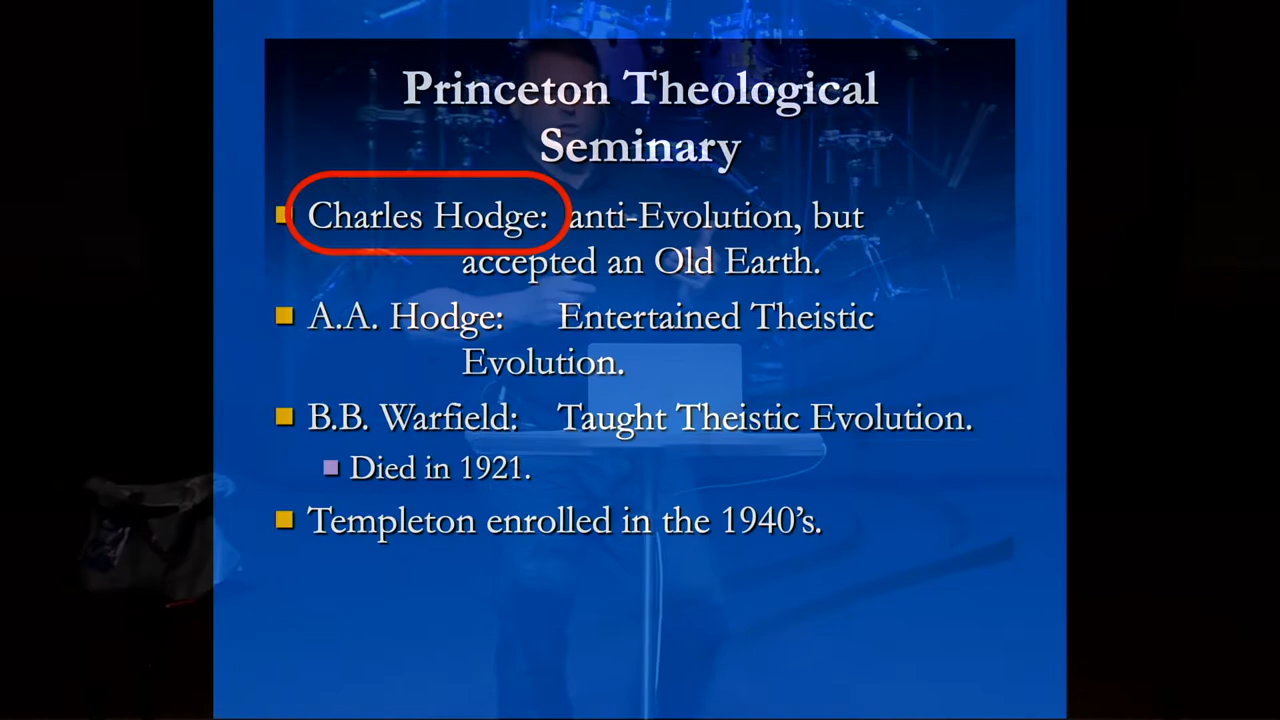 Princeton Theological
Seminary
Charles Hodge: anti-Evolution, but
accepted an Old Earth.
A.A. Hodge: Entertained Theistic
Evolution.
B.B. Warfield: Taught Theistic Evolution.
Died in 1921.
Templeton enrolled in the 1940’s.